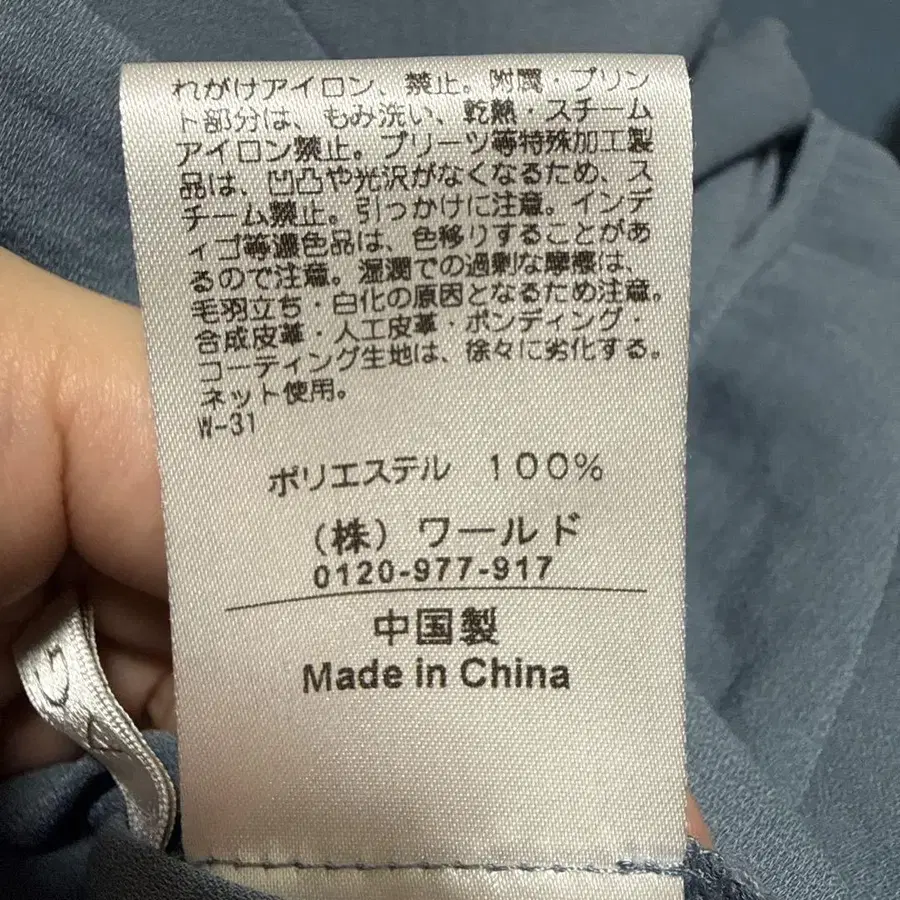 れがけアイロン、禁止。附属・プリン
ト部分は、もみ洗い、乾熱・スチーム
アイロン禁止。プリーツ等特殊加工製
品は、凹凸や光沢がなくなるため、ス
チーム禁止。引っかけに注意。インデ
ィゴ等濃色品は、色移りすることがあ
るので注意。湿潤での過剰な摩擦は、
毛羽立ち・白化の原因となるため注意。
合成皮革・人工皮革・ボンディング・
コーティング生地は、徐々に劣化する。
ネット使用。
W-31
ポリエステル 100%
(株) ワールド
0120-977-917
中国製
Made in China